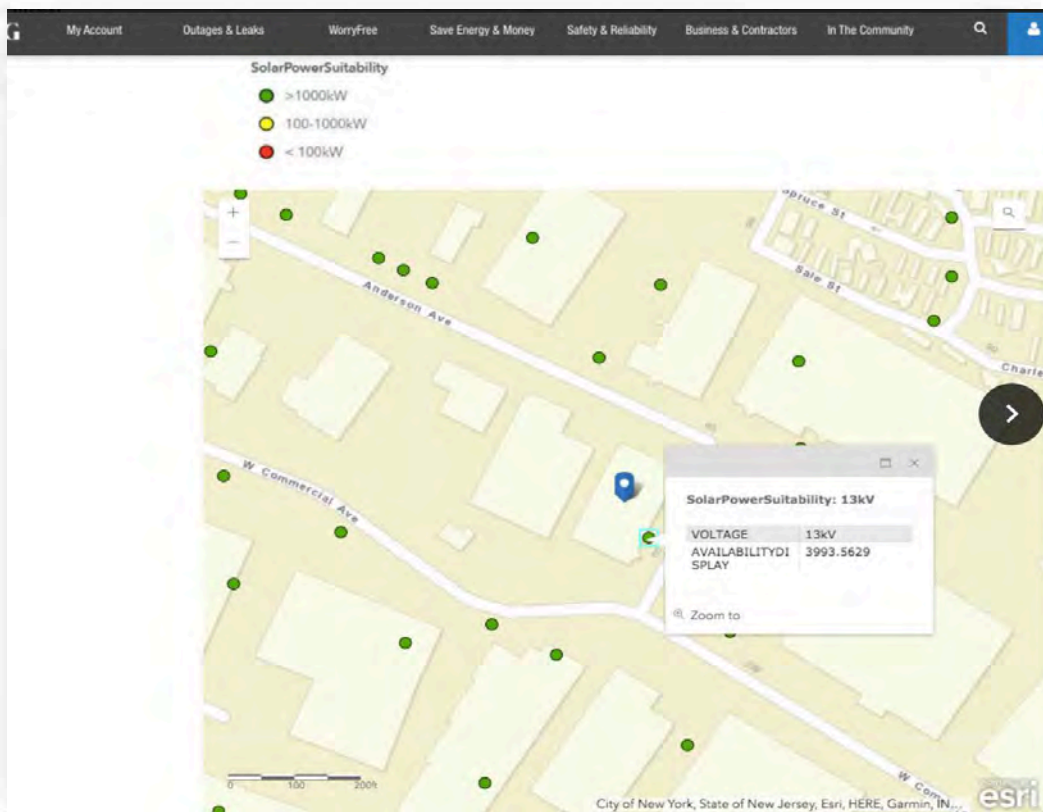 G
My Account
Outages & Leaks
WorryFree
Save Energy & Money
Safety & Reliability
Business & Contractors
In The Community
SolarPowerSuitability
>1000kW
100-1000kW
< 100kW
+
−
Spruce St
Sale St
Anderson Ave
Charle
W Commercial Ave
SolarPowerSuitability: 13kV
VOLTAGE 13kV
AVAILABILITYDI 3993.5629
SPLAY
Zoom to
W Com
0 100 200ft
City of New York, State of New Jersey, Esri, HERE, Garmin, IN...
esri